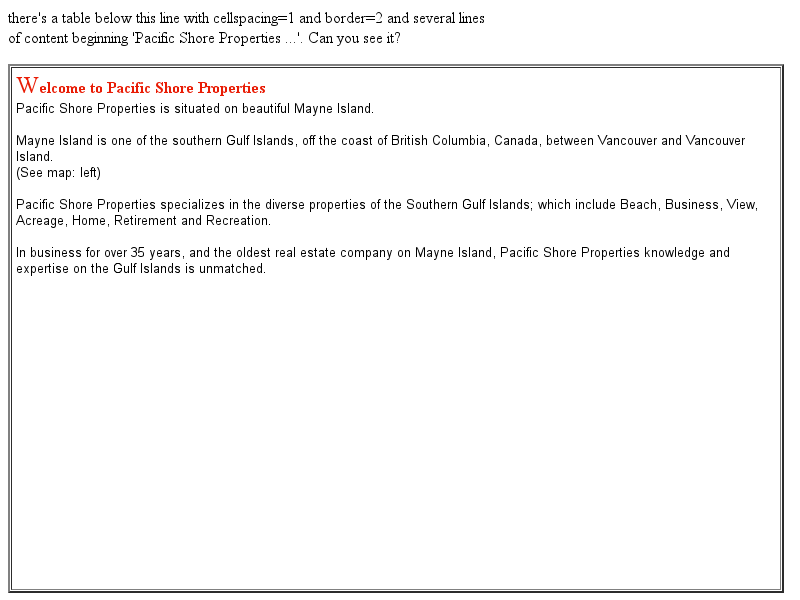 there's a table below this line with cellspacing=1 and border=2 and several lines
of content beginning 'Pacific Shore Properties ...'. Can you see it?
Welcome to Pacific Shore Properties
Pacific Shore Properties is situated on beautiful Mayne Island.
Mayne Island is one of the southern Gulf Islands, off the coast of British Columbia, Canada, between Vancouver and Vancouver
Island.
(See map: left)
Pacific Shore Properties specializes in the diverse properties of the Southern Gulf Islands; which include Beach, Business, View,
Acreage, Home, Retirement and Recreation.
In business for over 35 years, and the oldest real estate company on Mayne Island, Pacific Shore Properties knowledge and
expertise on the Gulf Islands is unmatched.